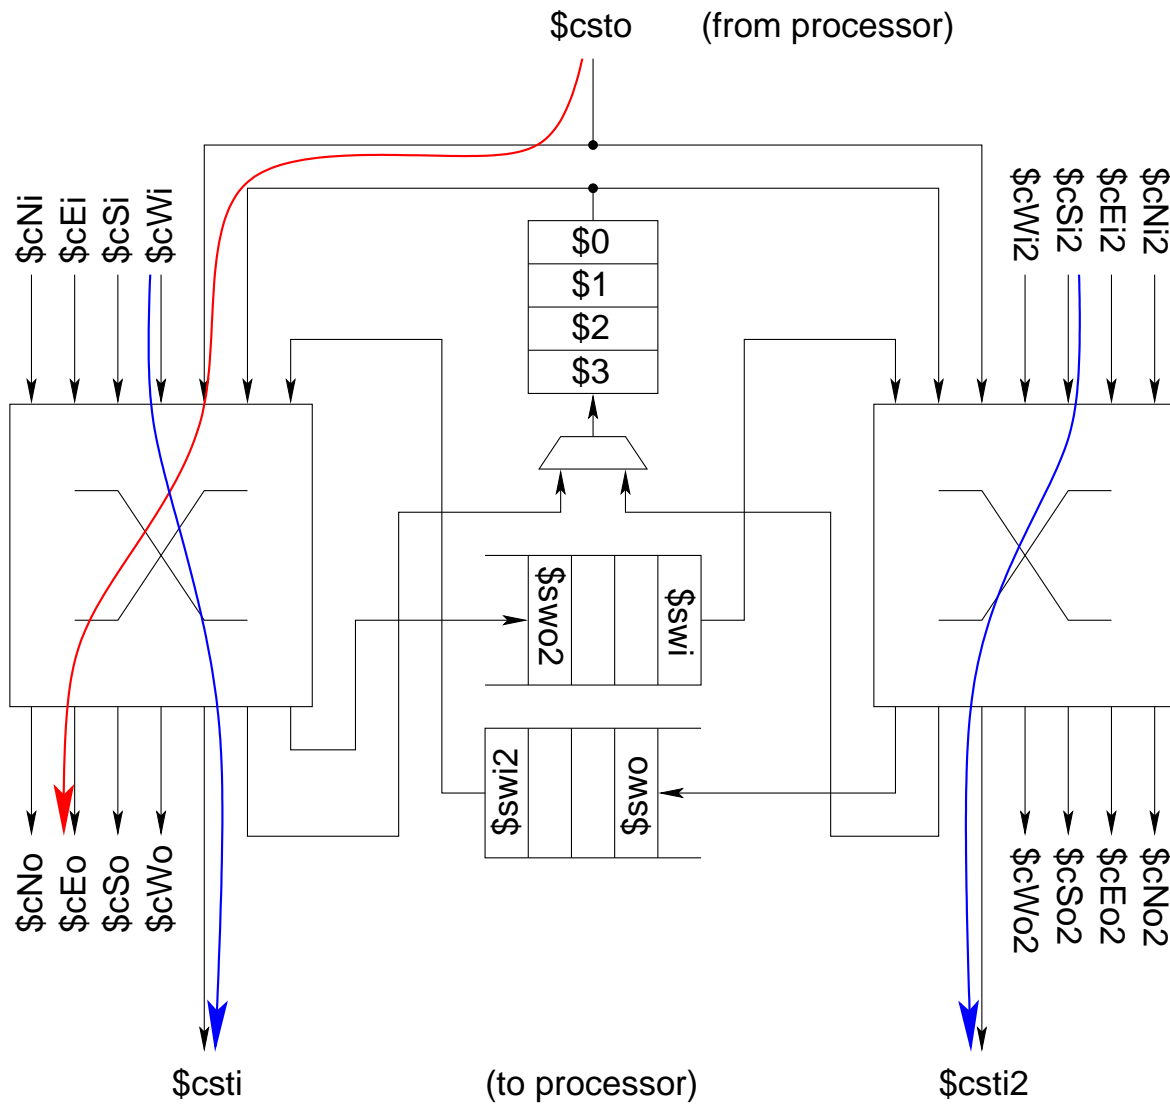 $csto (from processor)
$cNi
$cEi
$cSi
$cWi
$cWi2
$cSi2
$cEi2
$cNi2
$0
$1
$2
$3
$swo2
$swi
$swi2
$swo
$cNo
$cEo
$cSo
$cWo
$cWo2
$cSo2
$cEo2
$cNo2
$csti (to processor) $csti2